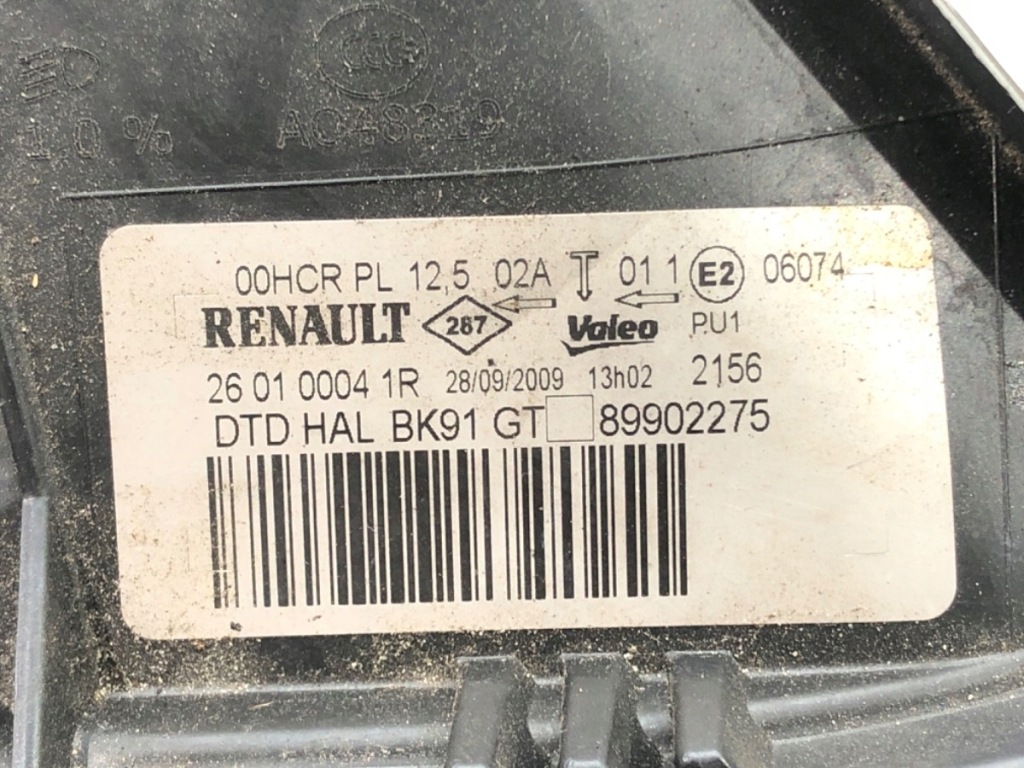 CCC
1.0 % A048219
00HCR PL 12,5 02A T 01 1 E2 06074
RENAULT 287 Valeo PU1
26 01 0004 1R 28/09/2009 13h02 2156
DTD HAL BK91 GT 89902275